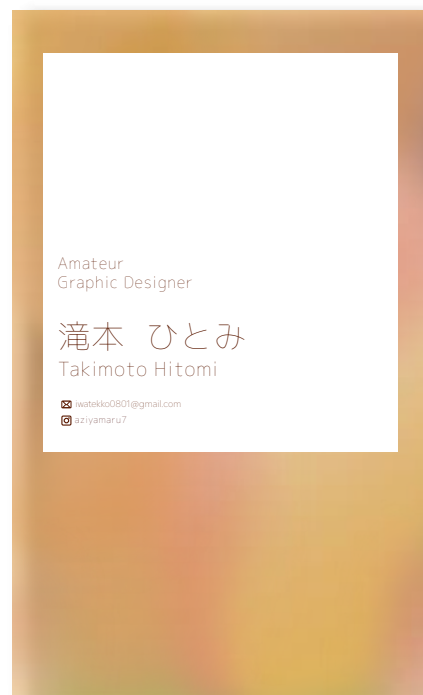 Amateur
Graphic Designer
滝本 ひとみ
Takimoto Hitomi
iwatekko0801@gmail.com
aziyamaru7